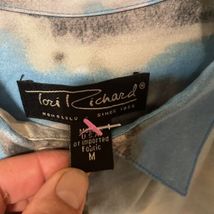 Tori Richard
HONOLULU SINCE 1956
U.S.A.
of imported
Fabric
M